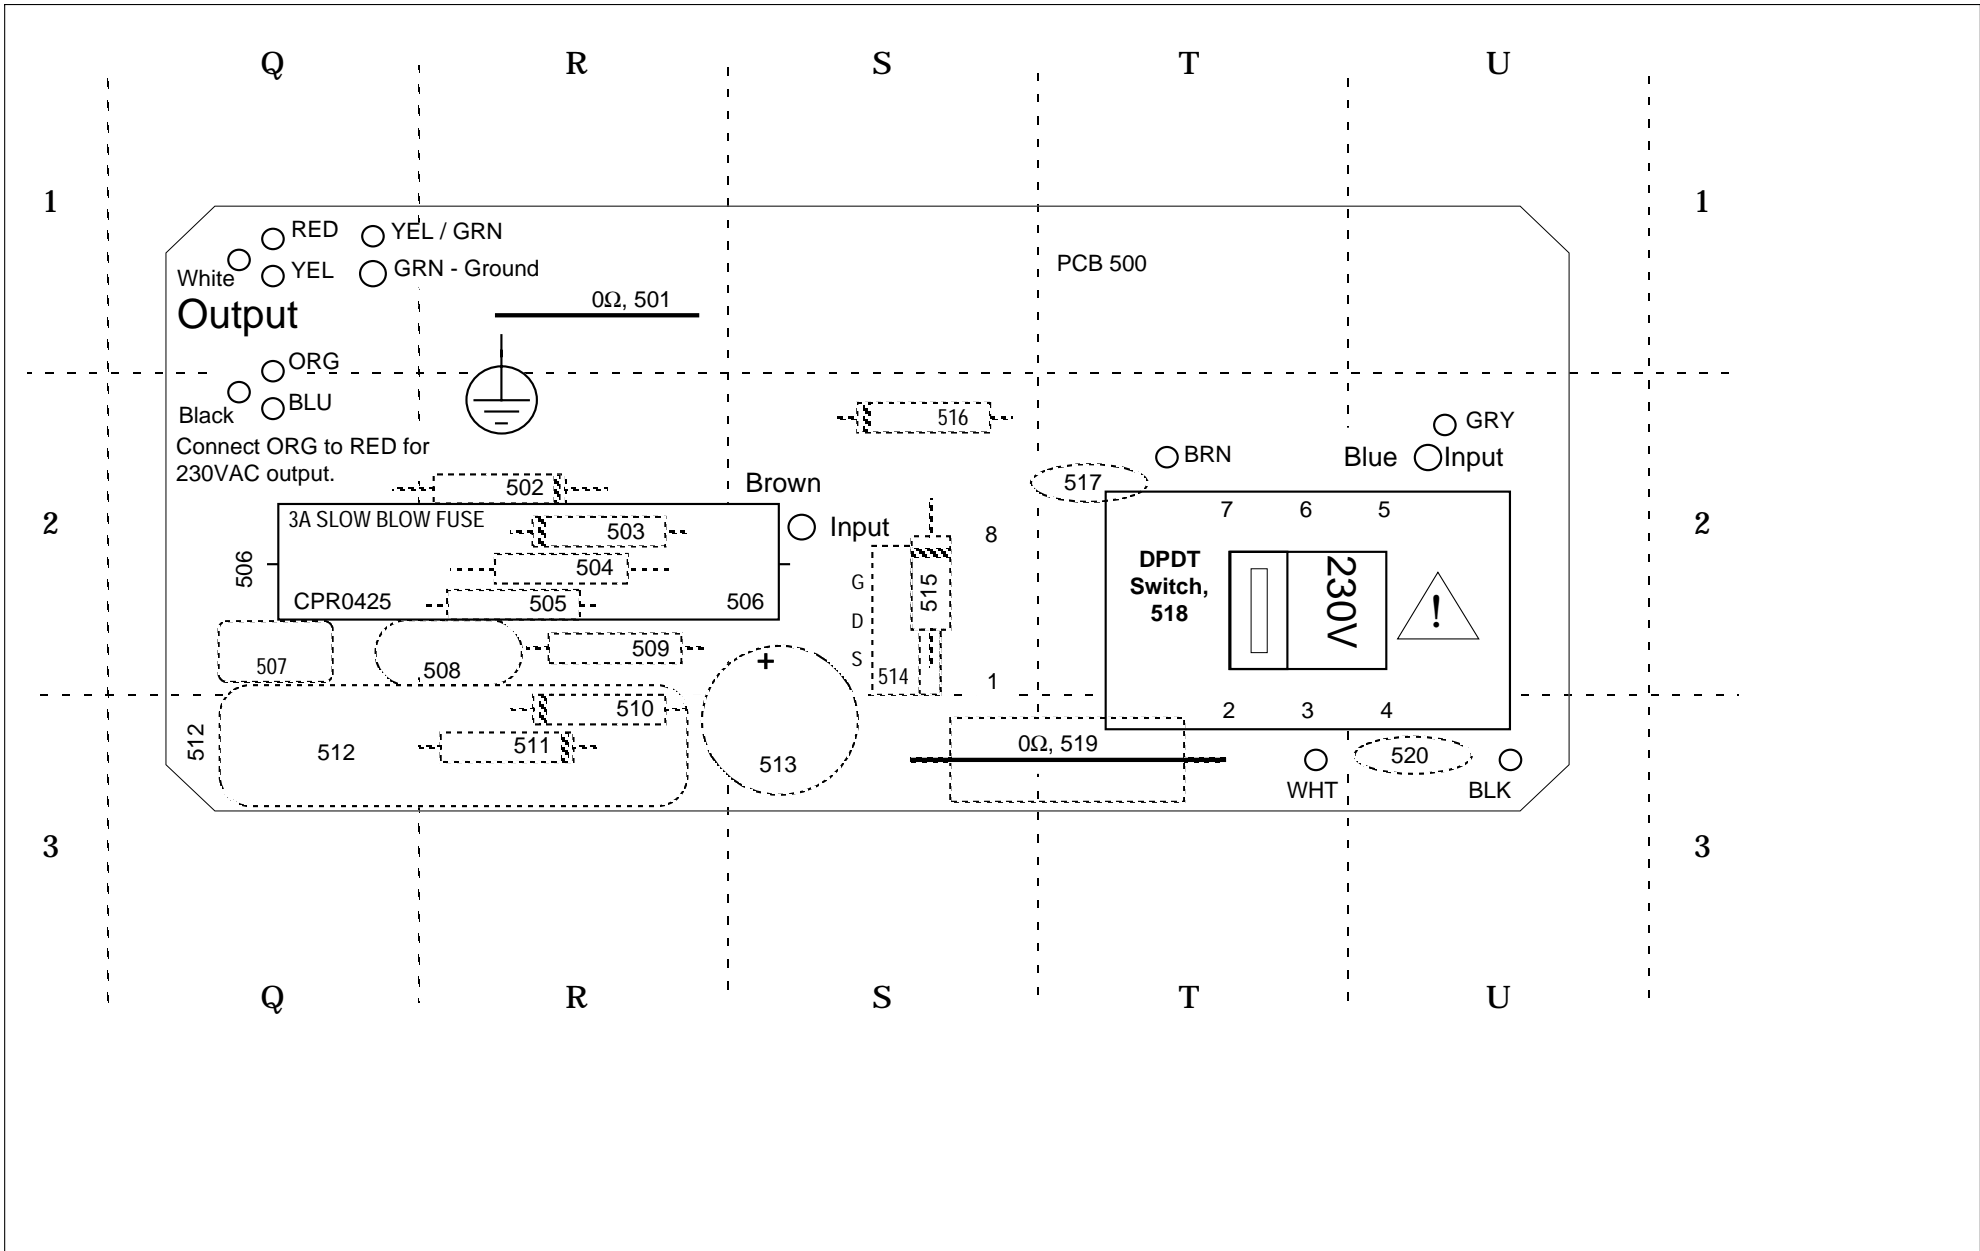 Q R S T U
1 1
RED YEL / GRN
White YEL GRN - Ground PCB 500
Output 0Ω, 501
ORG
Black BLU 516 GRY
Connect ORG to RED for
230VAC output.
BRN Blue Input
502 Brown 517
3A SLOW BLOW FUSE 7 6 5
2 503 Input 8 2
506 504 G DPDT
Switch,
518 230V !
CPR0425 505 506 515
D
507 508 509 + S 514 1
510 2 3 4
512 512 511 513 0Ω, 519 520
WHT BLK
3 3
Q R S T U